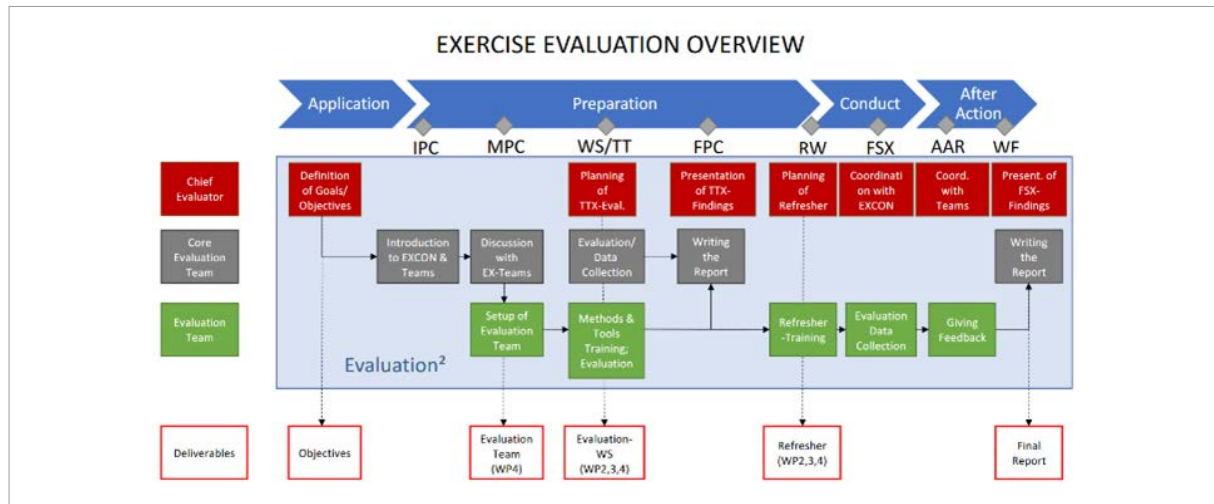 EXERCISE EVALUATION OVERVIEW
Application
Preparation
Conduct
After
Action
IPC
MPC
WS/TT
FPC
RW
FSX
AAR
WF
Chief
Evaluator
Definition
of Goals/
Objectives
Planning
of
TTX-Eval.
Presentation
of TTX-
Findings
Planning
of
Refresher
Coordinati
on with
EXCON
Coord.
with
Teams
Present. of
FSX-
Findings
Core
Evaluation
Team
Introduction
to EXCON &
Teams
Discussion
with
EX-Teams
Evaluation/
Data
Collection
Writing
the
Report
Writing
the
Report
Evaluation
Team
Setup of
Evaluation
Team
Methods &
Tools
Training;
Evaluation
Refresher
-Training
Evaluation
Data
Collection
Giving
Feedback
Evaluation²
Deliverables
Objectives
Evaluation
Team
(WP4)
Evaluation-
WS
(WP2,3,4)
Refresher
(WP2,3,4)
Final
Report